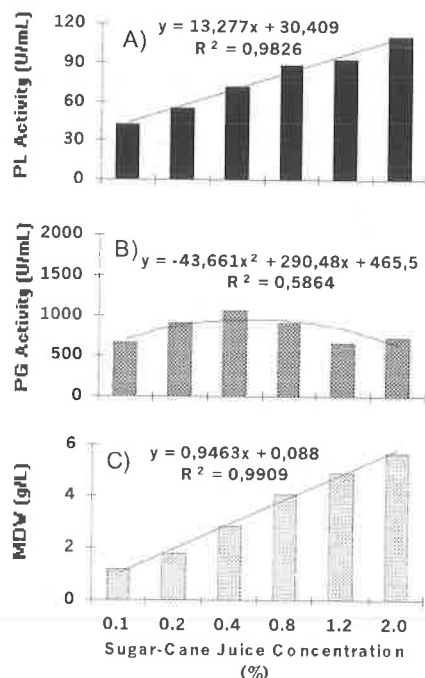 A) y = 13,277x + 30,409
R² = 0,9826
PL Activity (U/mL)
120
90
60
30
0
B) y = -43,661x² + 290,48x + 465,5
R² = 0,5864
PG Activity (U/mL)
2000
1500
1000
500
0
C) y = 0,9463x + 0,088
R² = 0,9909
MDW (g/L)
6
4
2
0
0.1 0.2 0.4 0.8 1.2 2.0
Sugar-Cane Juice Concentration
(%)